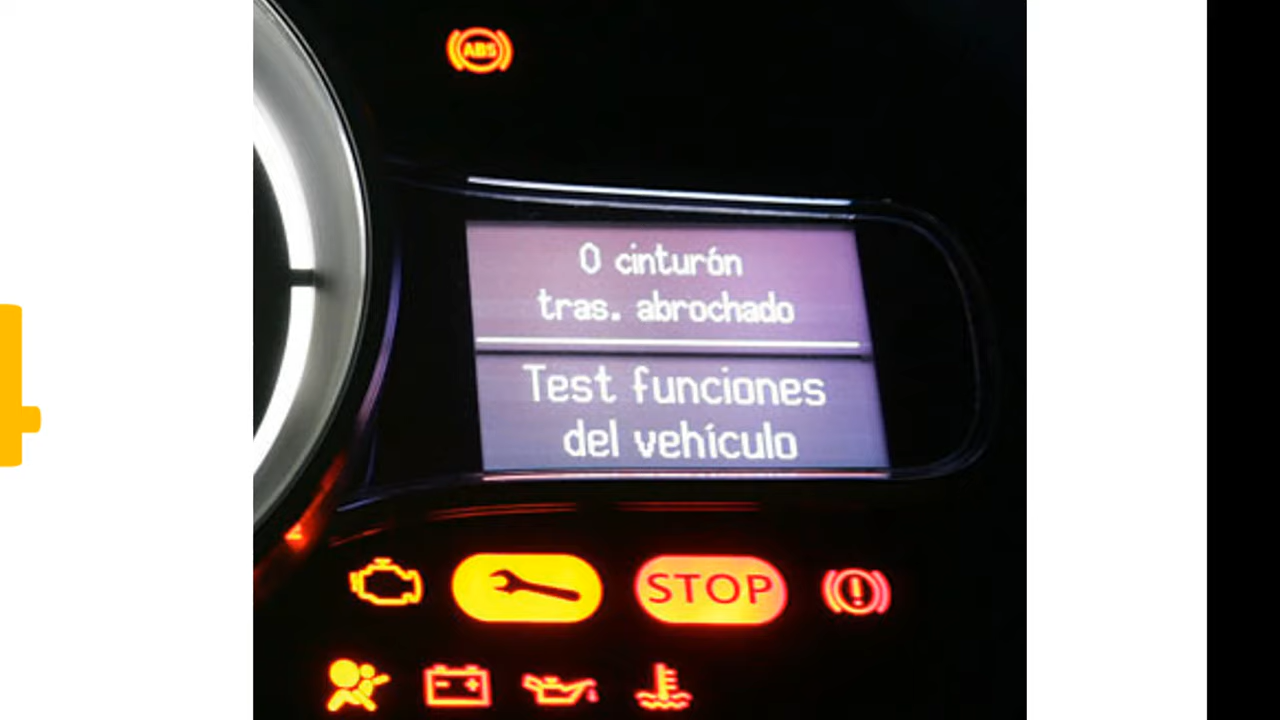 ABS
0 cinturón
tras. abrochado
Test funciones
del vehículo
STOP